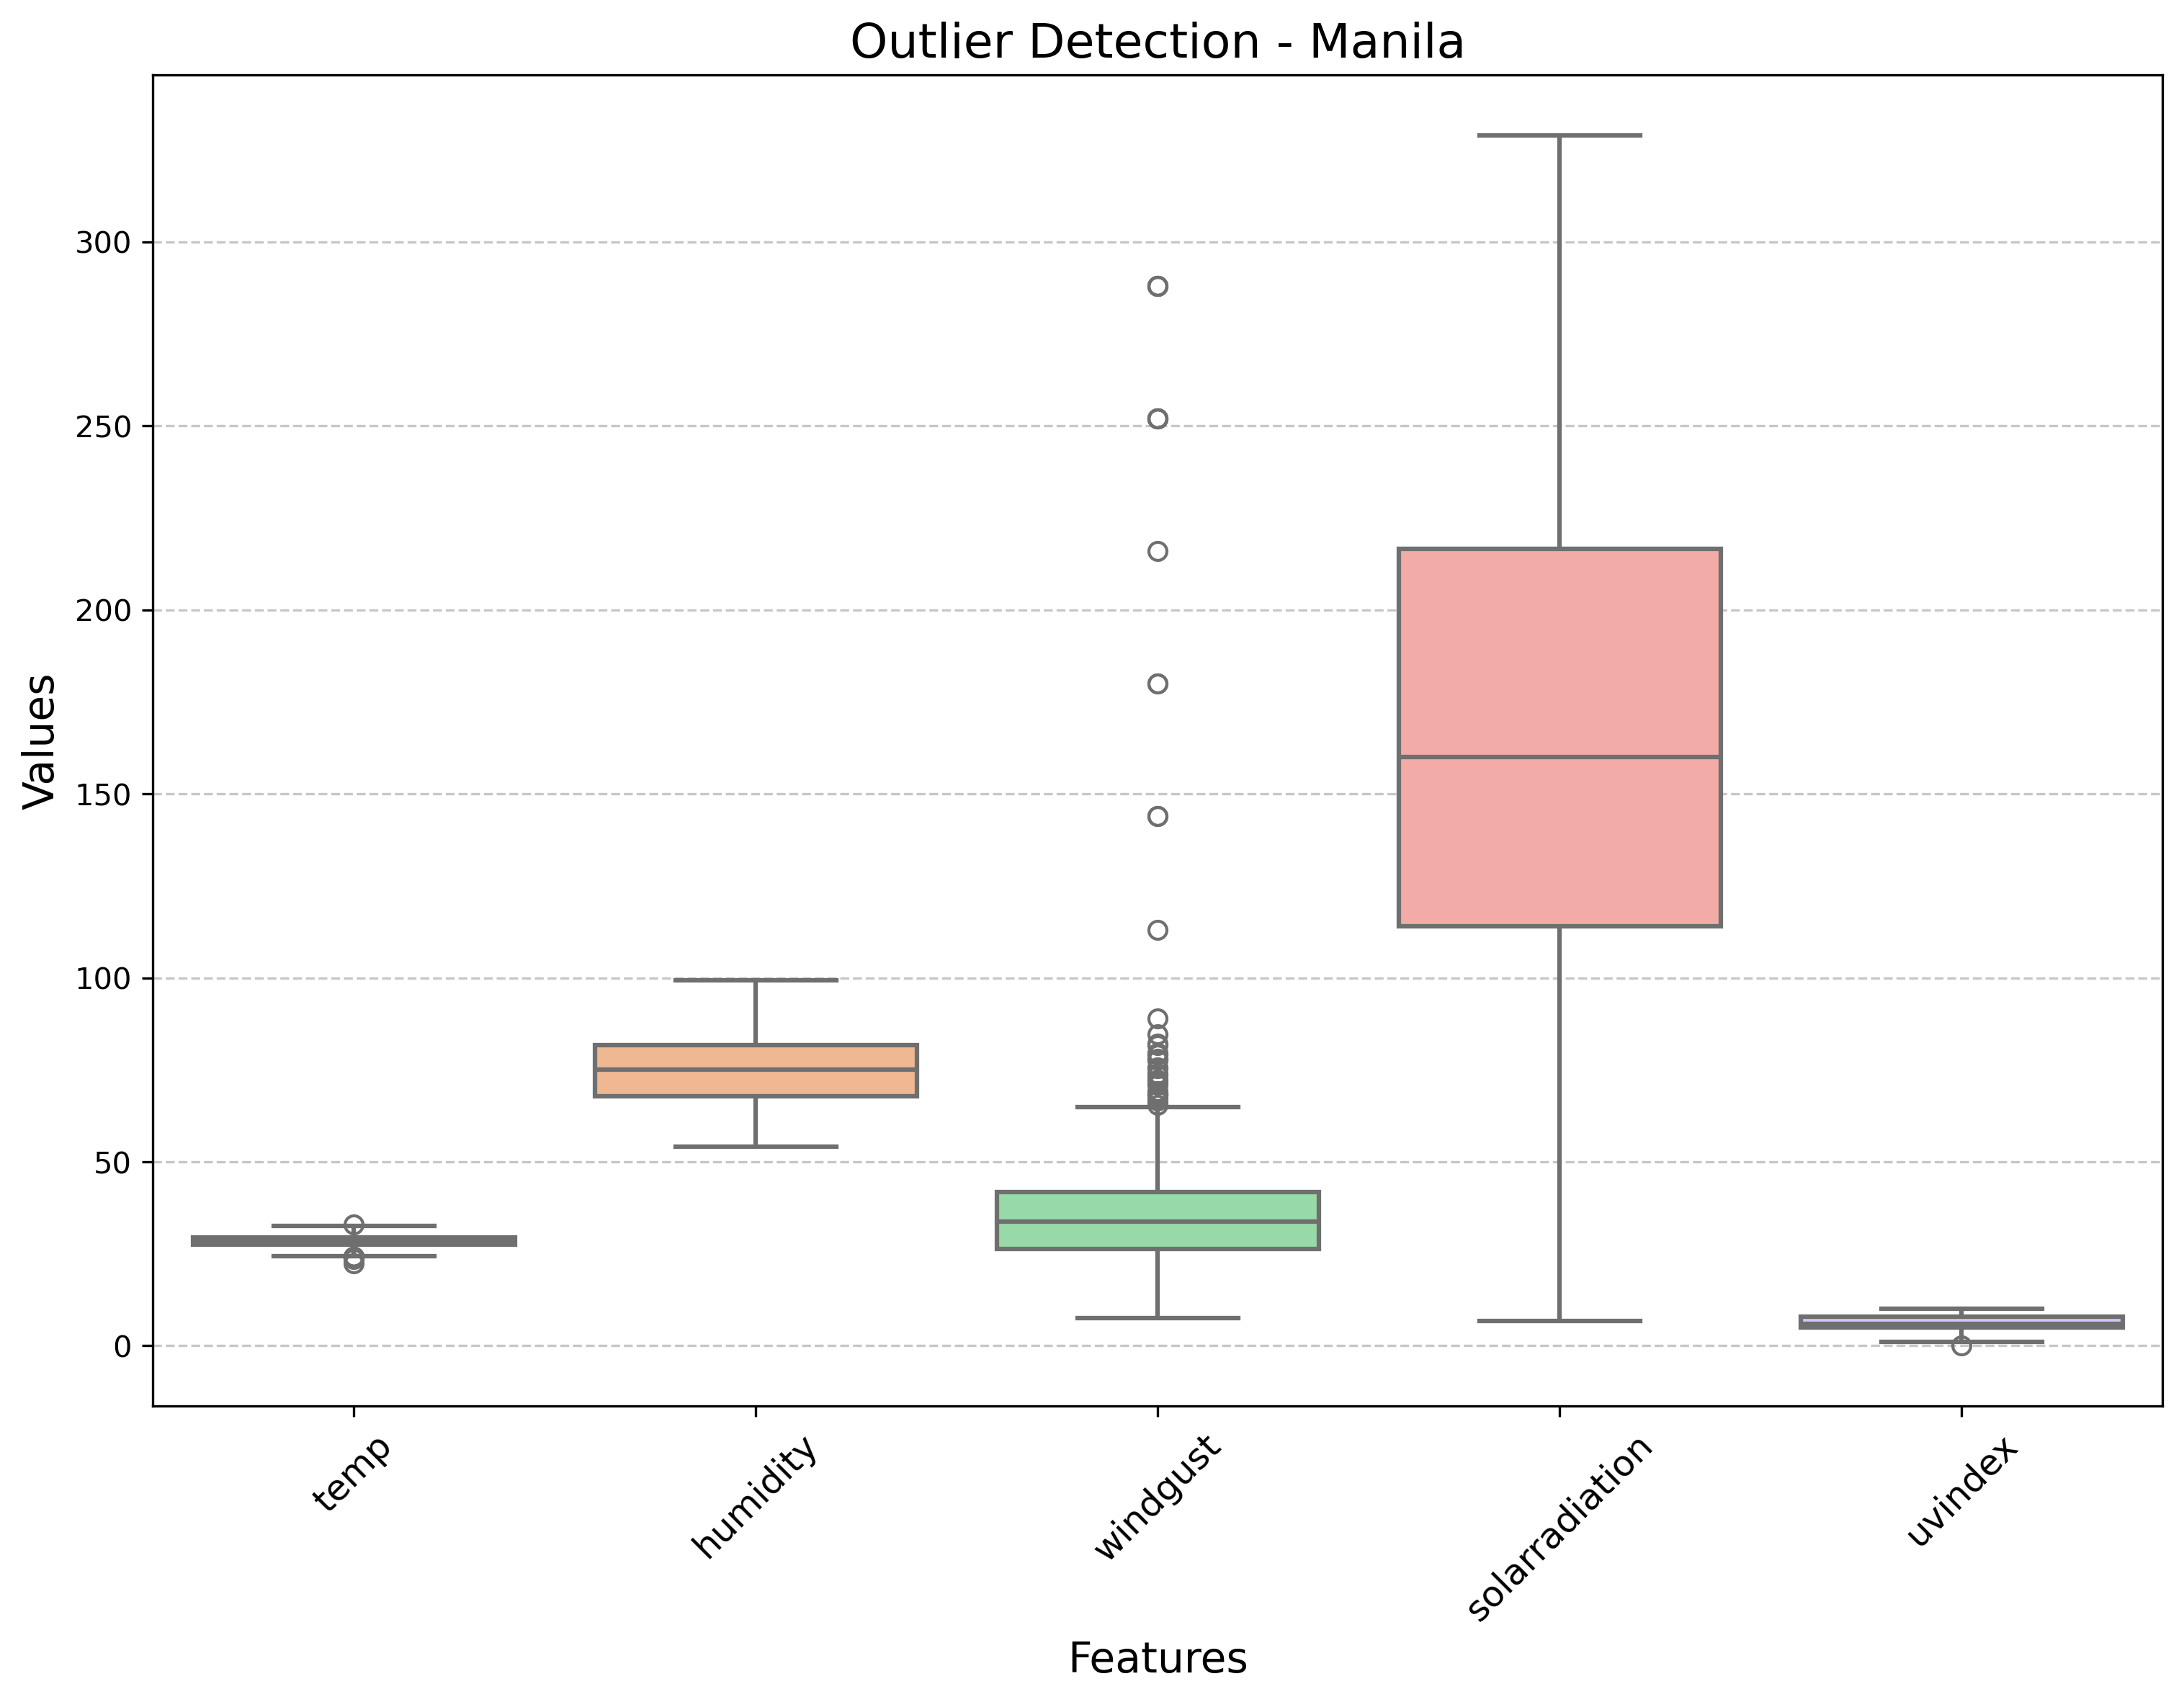 Outlier Detection - Manila
Values
300
250
200
150
100
50
0
temp
humidity
windgust
solarradiation
uvindex
Features